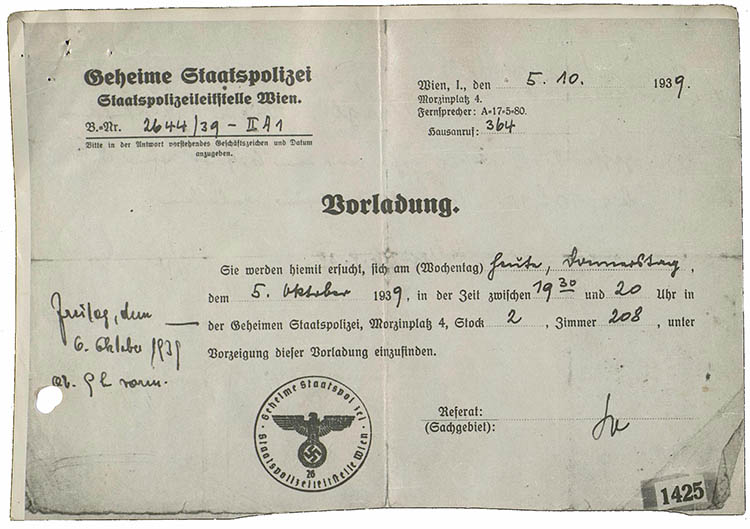 Geheime Staatspolizei
Staatspolizeileitstelle Wien.
B.-Nr. 2644/39 - II A 1
Bitte in der Antwort vorstehendes Geschäftszeichen und Datum
anzugeben.
Wien, I., den 5. 10. 1939.
Morzinplatz 4.
Fernsprecher: A-17-5-80.
Hausanruf: 364
Vorladung.
Sie werden hiemit ersucht, sich am (Wochentag) heute, Donnerstag,
dem 5. Oktober 1939, in der Zeit zwischen 19 30 und 20 Uhr in
der Geheimen Staatspolizei, Morzinplatz 4, Stock 2, Zimmer 208, unter
Vorzeigung dieser Vorladung einzufinden.
Freitag, dem
6. Oktober 1939
9 h vorm.
Geheime Staatspolizei
Staatspolizeileitstelle Wien
26
Referat:
(Sachgebiet):
1425